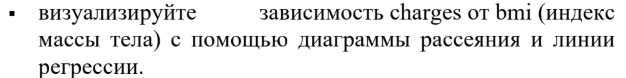 ▪ визуализируйте зависимость charges от bmi (индекс
массы тела) с помощью диаграммы рассеяния и линии
регрессии.